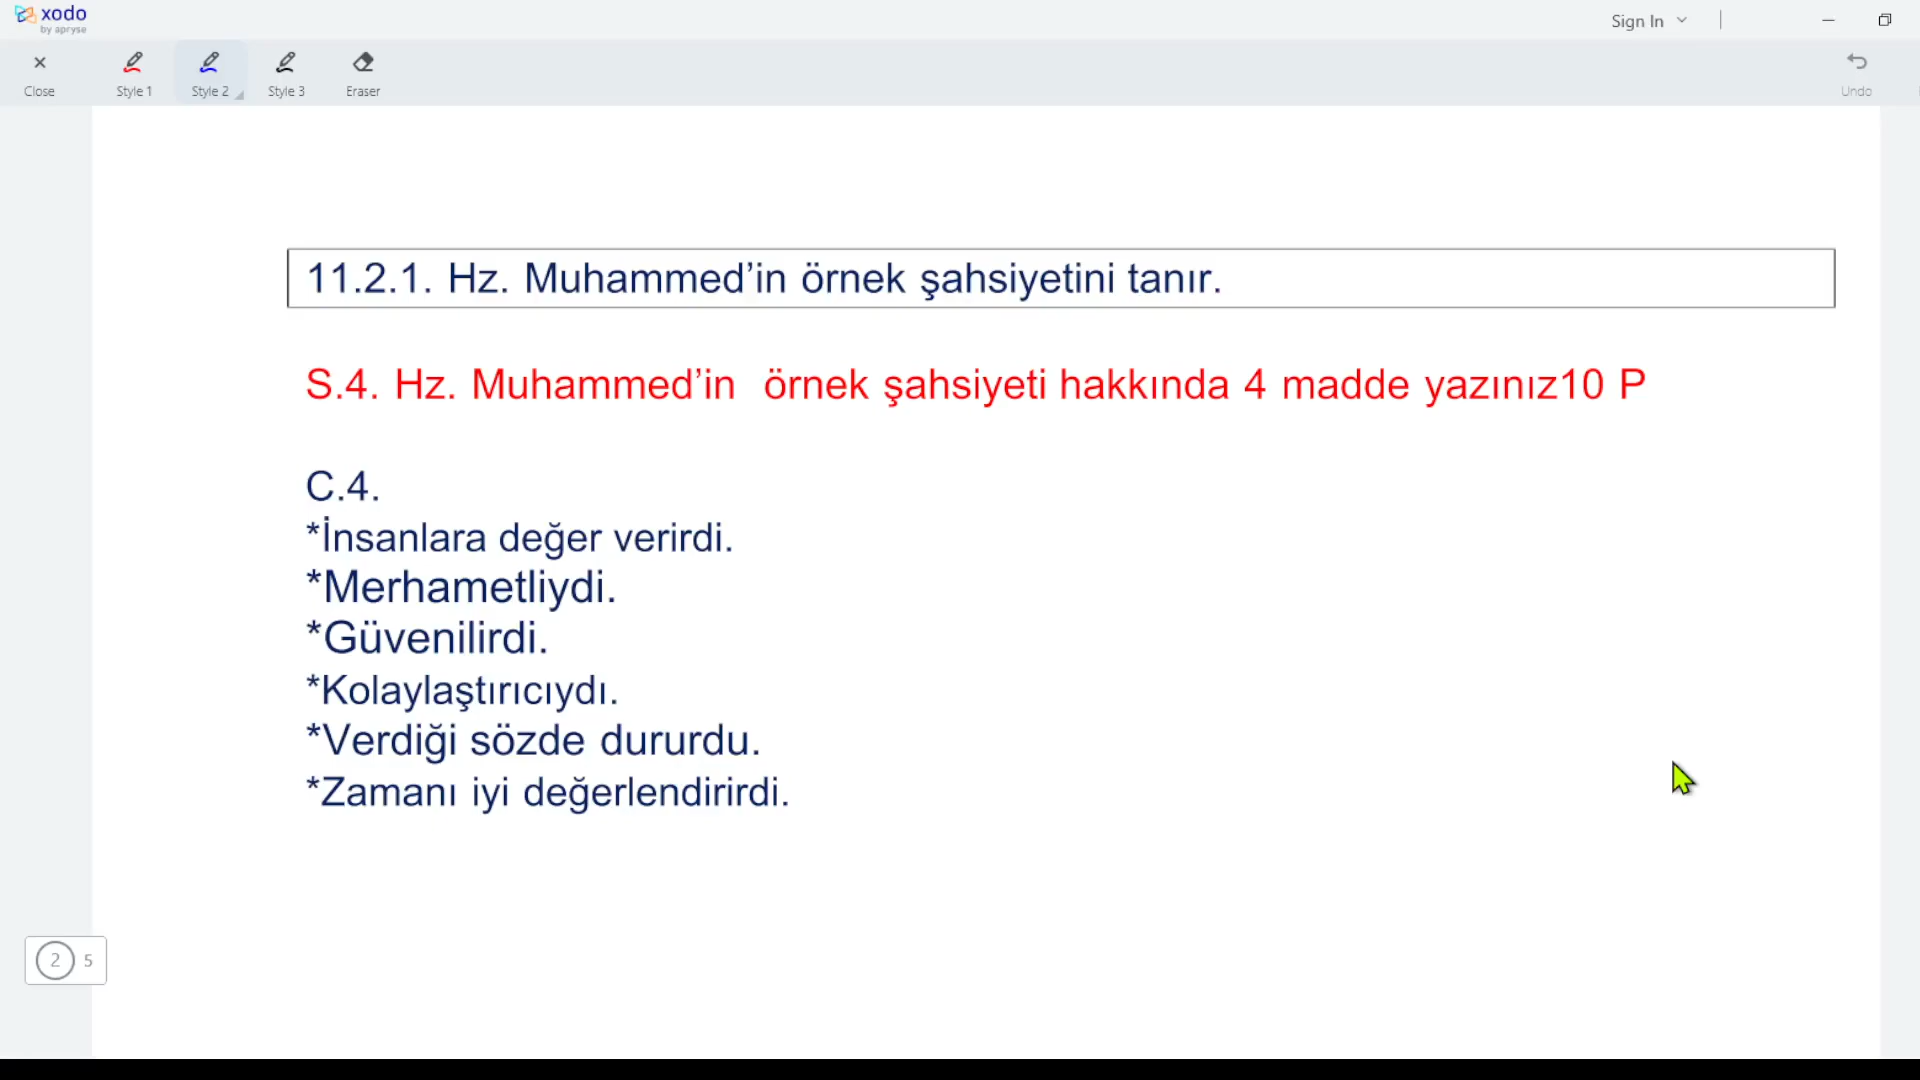 xodo
by apryse
Sign In
Close
Style 1
Style 2
Style 3
Eraser
Undo
11.2.1. Hz. Muhammed’in örnek şahsiyetini tanır.
S.4. Hz. Muhammed’in örnek şahsiyeti hakkında 4 madde yazınız10 P
C.4.
*İnsanlara değer verirdi.
*Merhametliydi.
*Güvenilirdi.
*Kolaylaştırıcıydı.
*Verdiği sözde dururdu.
*Zamanı iyi değerlendirirdi.
2 5